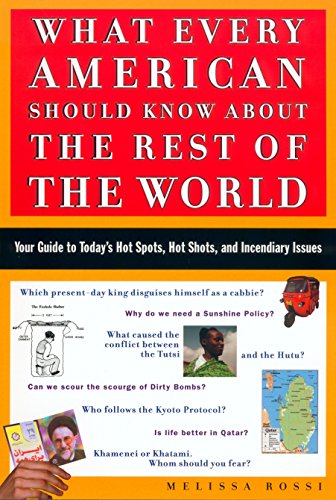 WHAT EVERY
AMERICAN
SHOULD KNOW ABOUT
THE REST OF
THE WORLD
Your Guide to Today's Hot Spots, Hot Shots, and Incendiary Issues
Which present-day king disguises himself as a cabbie?
Why do we need a Sunshine Policy?
What caused the
conflict between
the Tutsi
and the Hutu?
Can we scour the scourge of Dirty Bombs?
Who follows the Kyoto Protocol?
Is life better in Qatar?
Khamenei or Khatami.
Whom should you fear?
MELISSA ROSSI